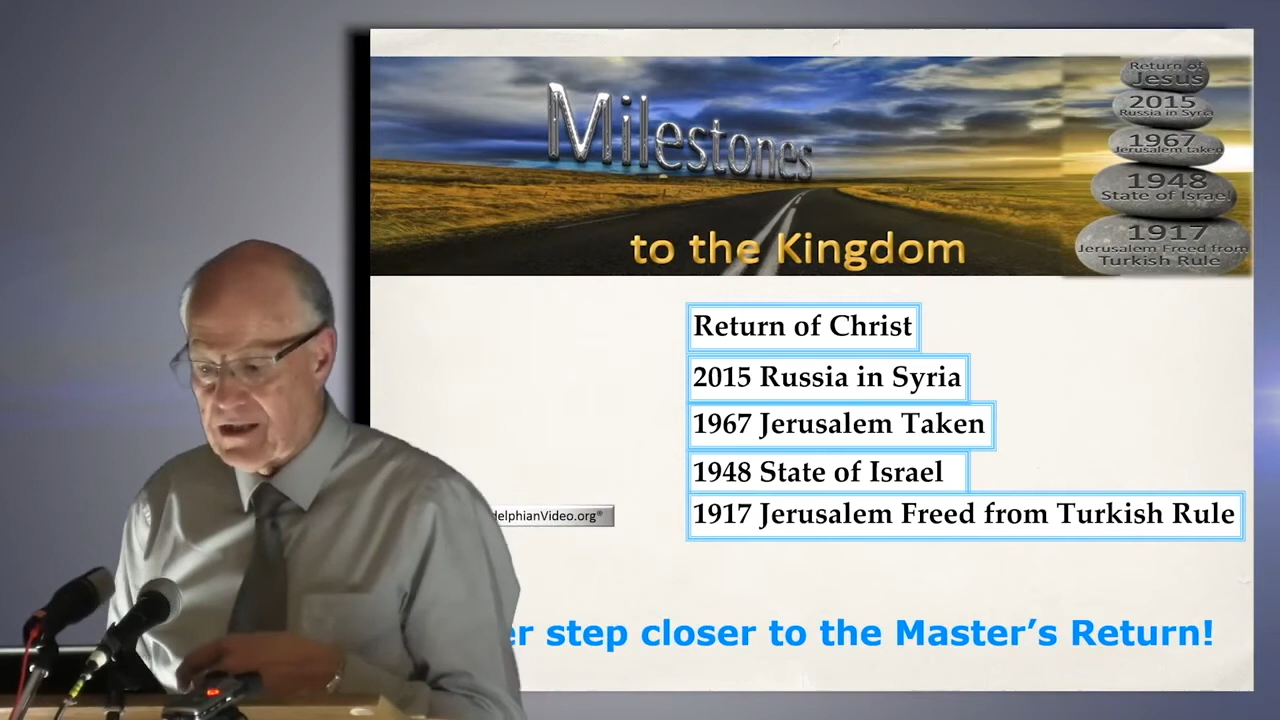 Milestones
to the Kingdom
Return of
Jesus
2015
Russia in Syria
1967
Jerusalem taken
1948
State of Israel
1917
Jerusalem Freed from
Turkish Rule
Return of Christ
2015 Russia in Syria
1967 Jerusalem Taken
1948 State of Israel
1917 Jerusalem Freed from Turkish Rule
delphianVideo.org®
er step closer to the Master's Return!